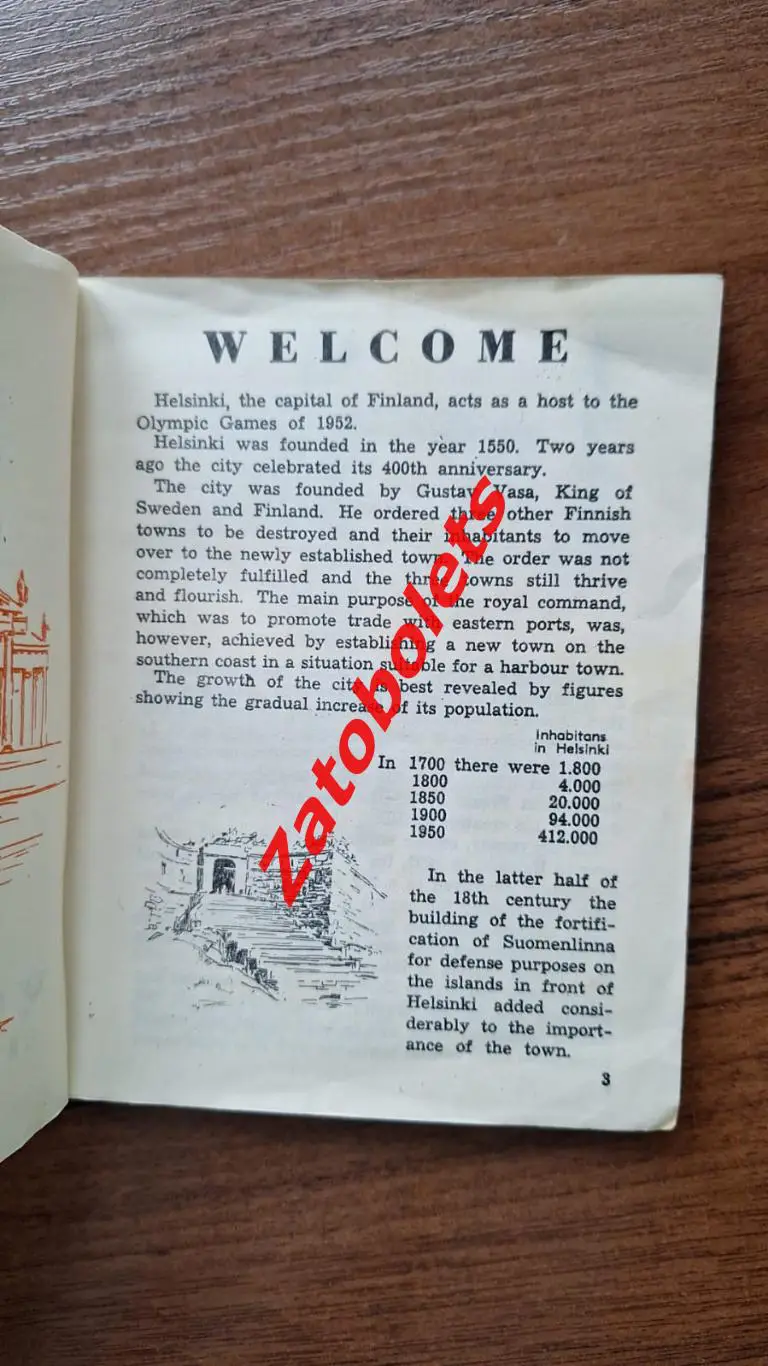 WELCOME
Helsinki, the capital of Finland, acts as a host to the
Olympic Games of 1952.
Helsinki was founded in the year 1550. Two years
ago the city celebrated its 400th anniversary.
The city was founded by Gustav Vasa, King of
Sweden and Finland. He ordered three other Finnish
towns to be destroyed and their inhabitants to move
over to the newly established town. The order was not
completely fulfilled and the three towns still thrive
and flourish. The main purpose of the royal command,
which was to promote trade with eastern ports, was,
however, achieved by establishing a new town on the
southern coast in a situation suitable for a harbour town.
The growth of the city is best revealed by figures
showing the gradual increase of its population.
Inhabitans
in Helsinki
In 1700 there were 1.800
1800 4.000
1850 20.000
1900 94.000
1950 412.000
In the latter half of
the 18th century the
building of the fortifi-
cation of Suomenlinna
for defense purposes on
the islands in front of
Helsinki added consi-
derably to the import-
ance of the town.
3
Zatobolets